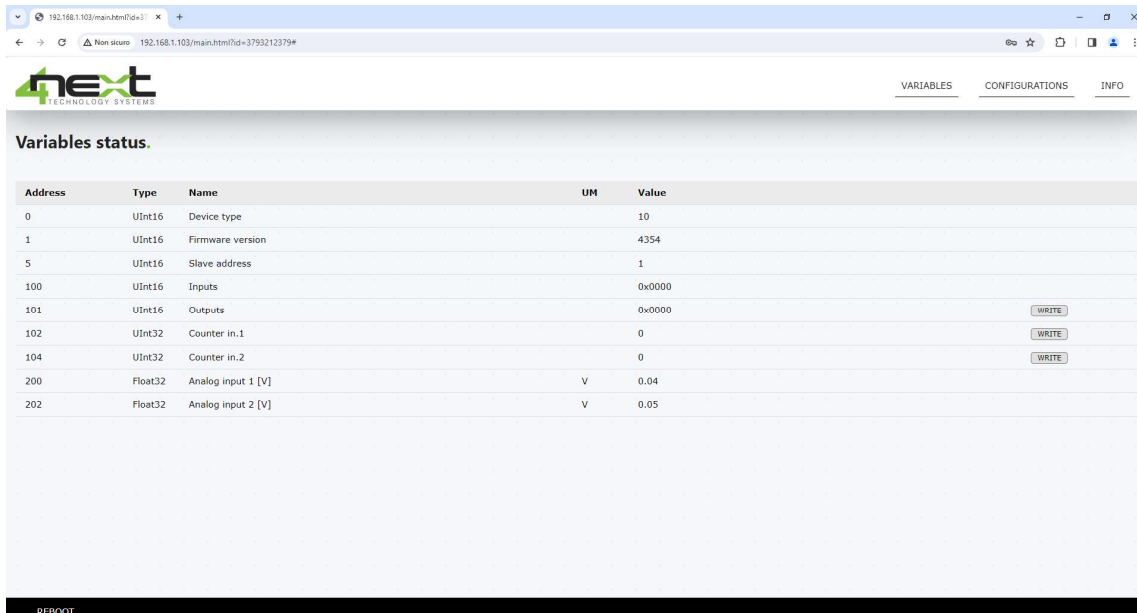 192.168.1.103/main.html?id=37
Non sicuro 192.168.1.103/main.html?id=3793212379#
4next
TECHNOLOGY SYSTEMS
VARIABLES CONFIGURATIONS INFO
Variables status.
Address Type Name UM Value
0 UInt16 Device type 10
1 UInt16 Firmware version 4354
5 UInt16 Slave address 1
100 UInt16 Inputs 0x0000
101 UInt16 Outputs 0x0000 WRITE
102 UInt32 Counter in.1 0 WRITE
104 UInt32 Counter in.2 0 WRITE
200 Float32 Analog input 1 [V] V 0.04
202 Float32 Analog input 2 [V] V 0.05
REBOOT